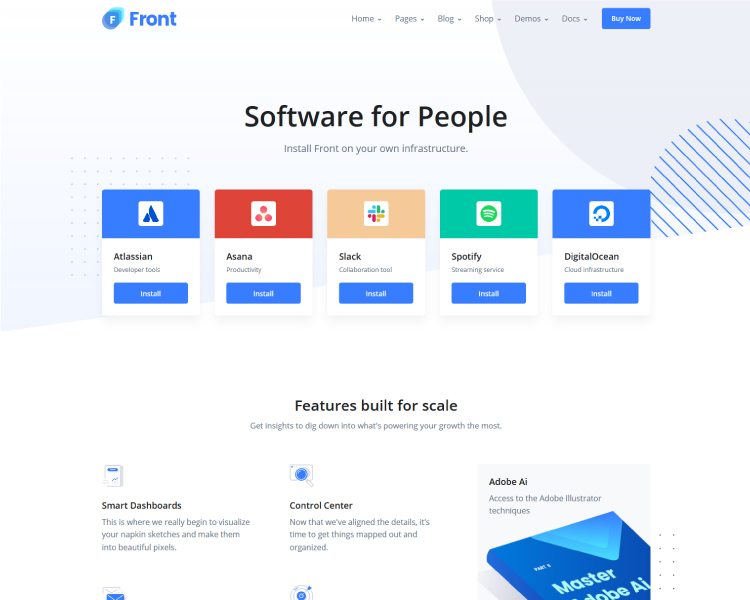 Front
Home Pages Blog Shop Demos Docs Buy Now
Software for People
Install Front on your own infrastructure.
Atlassian
Developer tools
Install
Asana
Productivity
Install
Slack
Collaboration tool
Install
Spotify
Streaming service
Install
DigitalOcean
Cloud infrastructure
install
Features built for scale
Get insights to dig down into what's powering your growth the most.
Smart Dashboards
This is where we really begin to visualize
your napkin sketches and make them
into beautiful pixels.
Control Center
Now that we've aligned the details, it's
time to get things mapped out and
organized.
Adobe Ai
Access to the Adobe Illustrator
techniques
Master
Adobe Ai